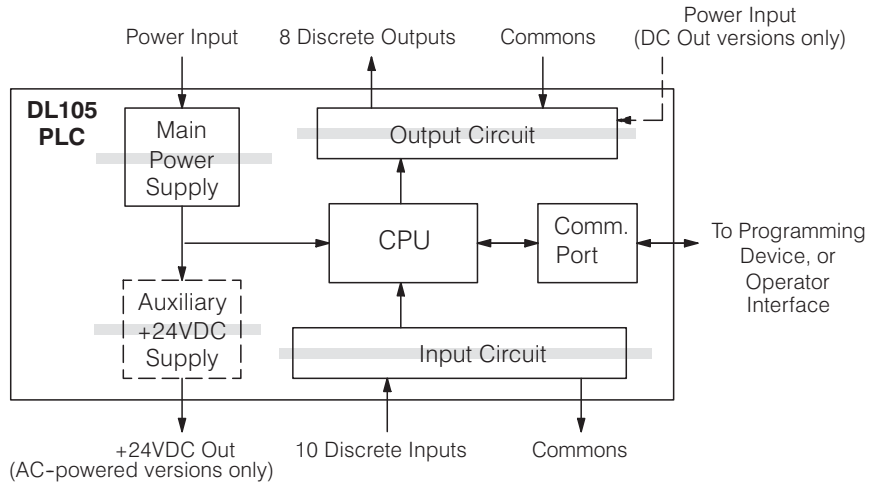 Power Input
8 Discrete Outputs
Commons
Power Input
(DC Out versions only)
DL105
PLC
Main
Power
Supply
Output Circuit
CPU
Comm.
Port
To Programming
Device, or
Operator
Interface
Auxiliary
+24VDC
Supply
Input Circuit
+24VDC Out
(AC-powered versions only)
10 Discrete Inputs
Commons